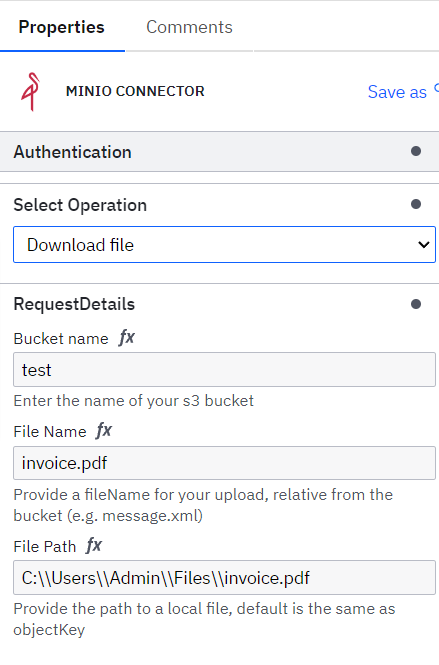 Properties
Comments
MINIO CONNECTOR
Save as
Authentication
Select Operation
Download file
RequestDetails
Bucket name fx
test
Enter the name of your s3 bucket
File Name fx
invoice.pdf
Provide a fileName for your upload, relative from the
bucket (e.g. message.xml)
File Path fx
C:\\Users\\Admin\\Files\\invoice.pdf
Provide the path to a local file, default is the same as
objectKey